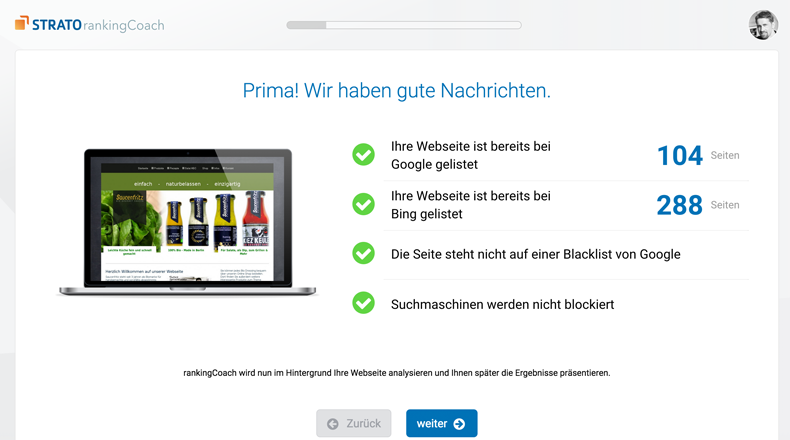 STRATO rankingCoach
Prima! Wir haben gute Nachrichten.
einfach - naturbelassen - einzigartig
Saucenfritz
Herzlich Willkommen auf unserer Webseite
Ihre Webseite ist bereits bei
Google gelistet
104 Seiten
Ihre Webseite ist bereits bei
Bing gelistet
288 Seiten
Die Seite steht nicht auf einer Blacklist von Google
Suchmaschinen werden nicht blockiert
rankingCoach wird nun im Hintergrund Ihre Webseite analysieren und Ihnen später die Ergebnisse präsentieren.
Zurück
weiter